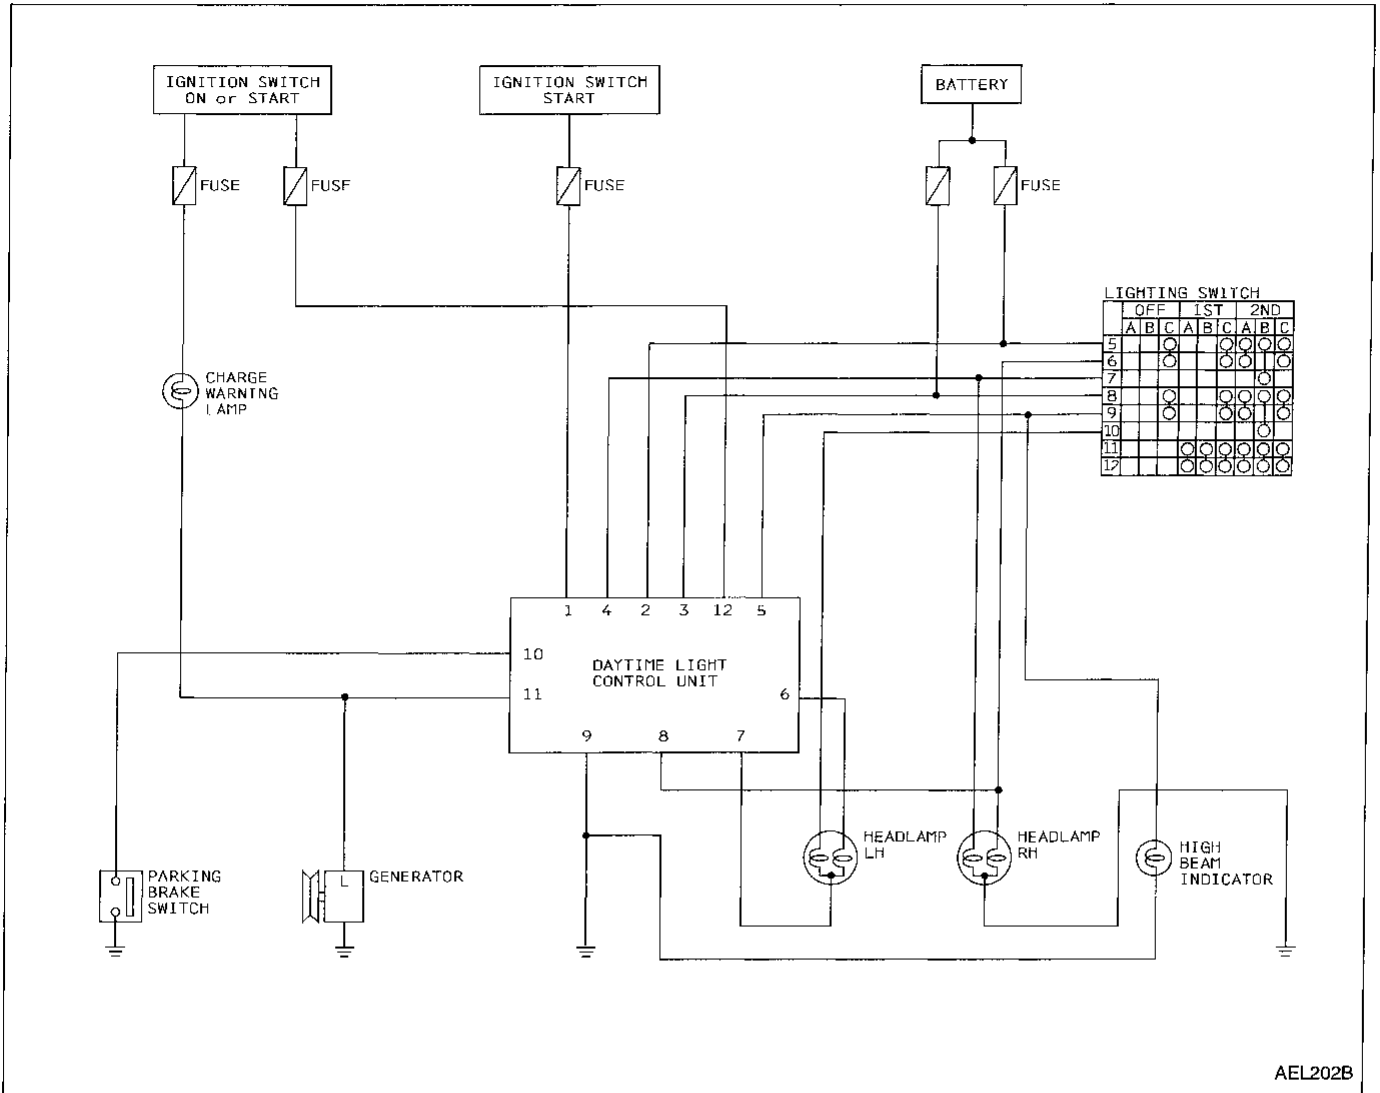 IGNITION SWITCH
ON or START
IGNITION SWITCH
START
BATTERY
FUSE
FUSE
FUSE
FUSE
LIGHTING SWITCH
OFF 1ST 2ND
A B C A B C A B C
5
6
7
8
9
10
11
12
CHARGE
WARNING
LAMP
1 4 2 3 12 5
10
11
DAYTIME LIGHT
CONTROL UNIT
6
9 8 7
HEADLAMP
LH
HEADLAMP
RH
HIGH
BEAM
INDICATOR
PARKING
BRAKE
SWITCH
L
GENERATOR
AEL202B